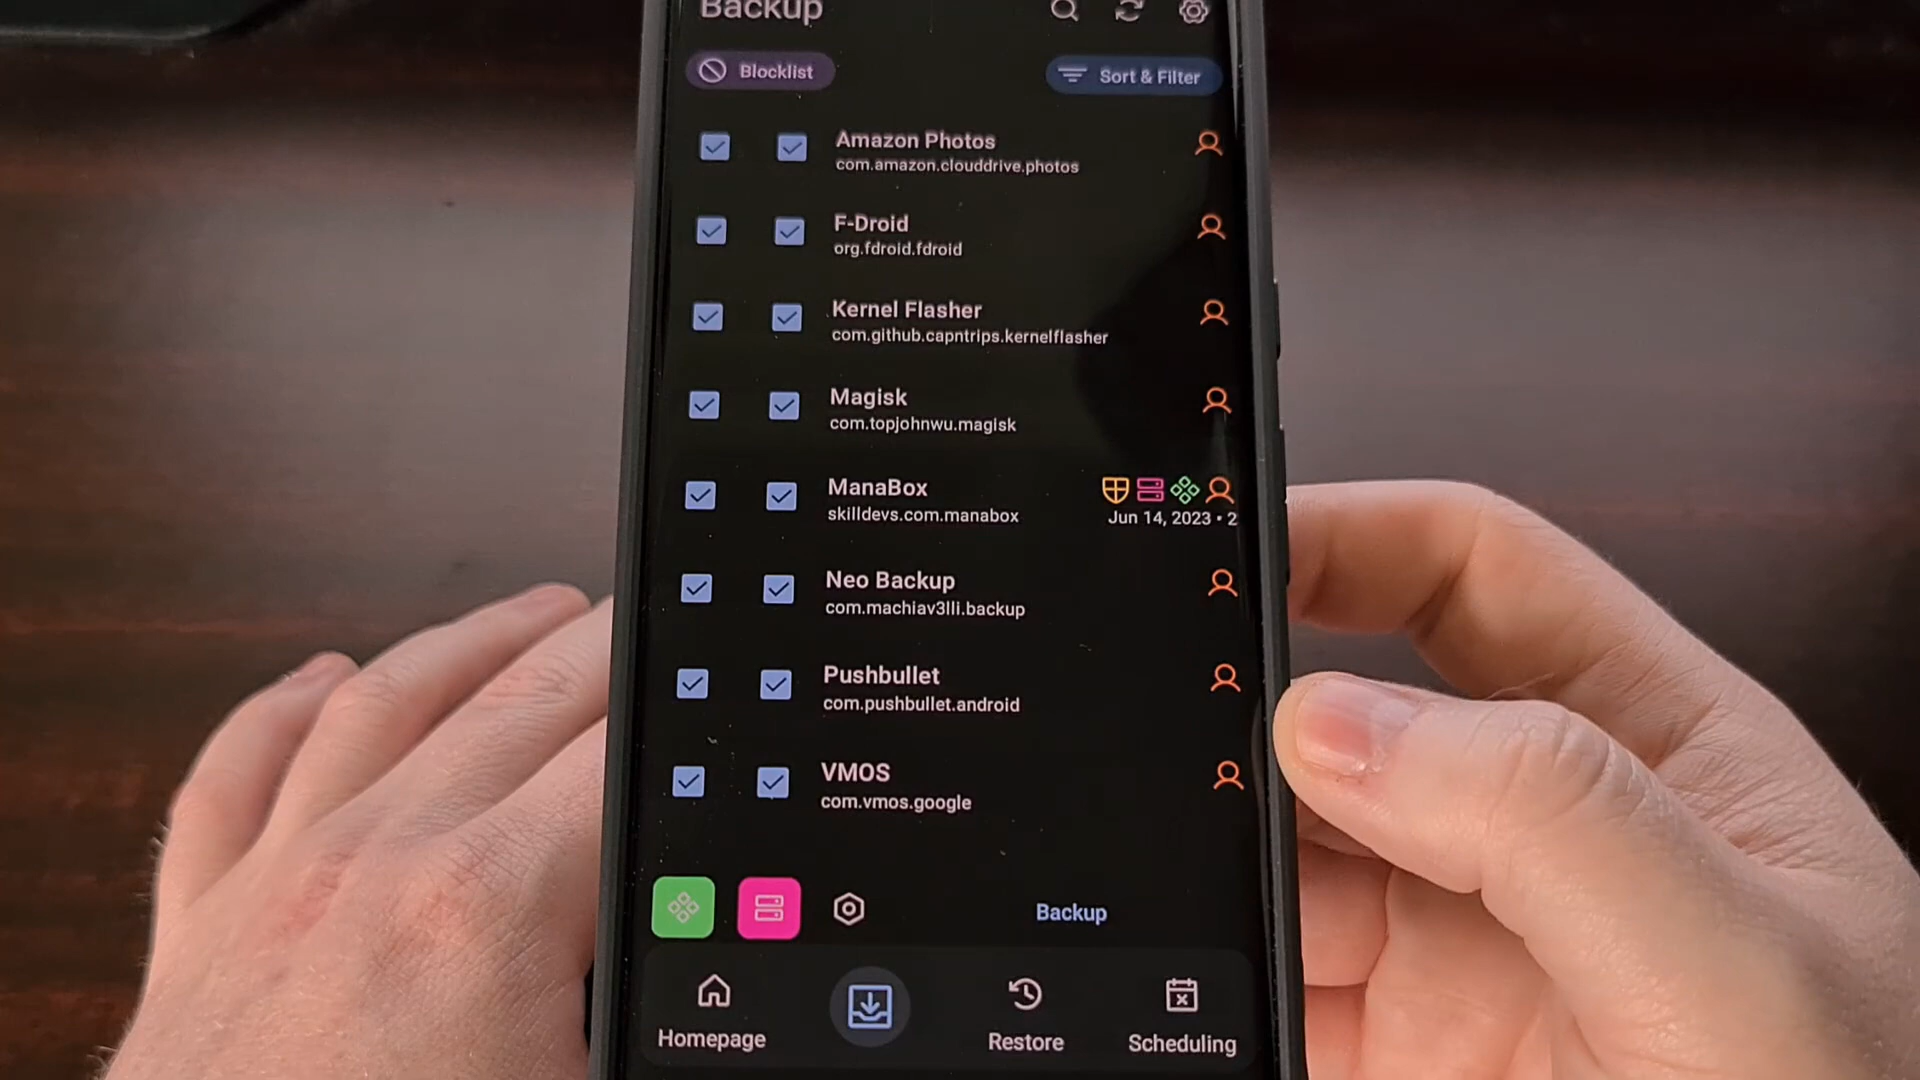 Backup
Blocklist
Sort & Filter
Amazon Photos
com.amazon.clouddrive.photos
F-Droid
org.fdroid.fdroid
Kernel Flasher
com.github.capntrips.kernelflasher
Magisk
com.topjohnwu.magisk
ManaBox
skilldevs.com.manabox
Jun 14, 2023 • 2
Neo Backup
com.machiav3lli.backup
Pushbullet
com.pushbullet.android
VMOS
com.vmos.google
Backup
Homepage
Restore
Scheduling